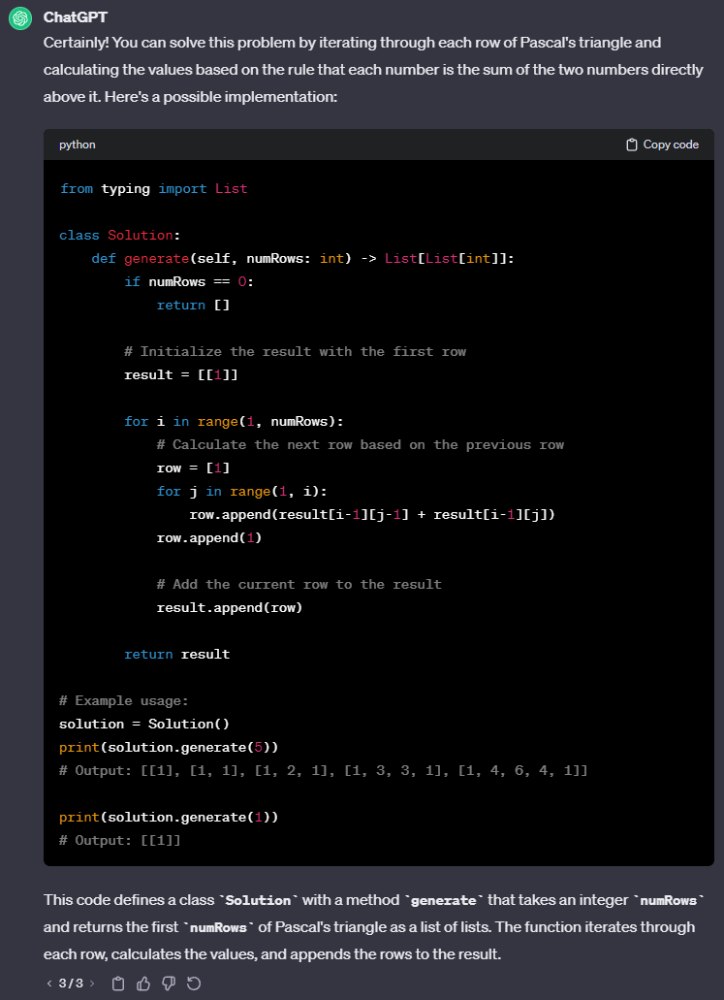 ChatGPT
Certainly! You can solve this problem by iterating through each row of Pascal's triangle and
calculating the values based on the rule that each number is the sum of the two numbers directly
above it. Here's a possible implementation:
python
Copy code
from typing import List
class Solution:
    def generate(self, numRows: int) -> List[List[int]]:
        if numRows == 0:
            return []
        # Initialize the result with the first row
        result = [[1]]
        for i in range(1, numRows):
            # Calculate the next row based on the previous row
            row = [1]
            for j in range(1, i):
                row.append(result[i-1][j-1] + result[i-1][j])
            row.append(1)
            # Add the current row to the result
            result.append(row)
        return result
# Example usage:
solution = Solution()
print(solution.generate(5))
# Output: [[1], [1, 1], [1, 2, 1], [1, 3, 3, 1], [1, 4, 6, 4, 1]]
print(solution.generate(1))
# Output: [[1]]
This code defines a class `Solution` with a method `generate` that takes an integer `numRows`
and returns the first `numRows` of Pascal's triangle as a list of lists. The function iterates through
each row, calculates the values, and appends the rows to the result.
< 3 / 3 >